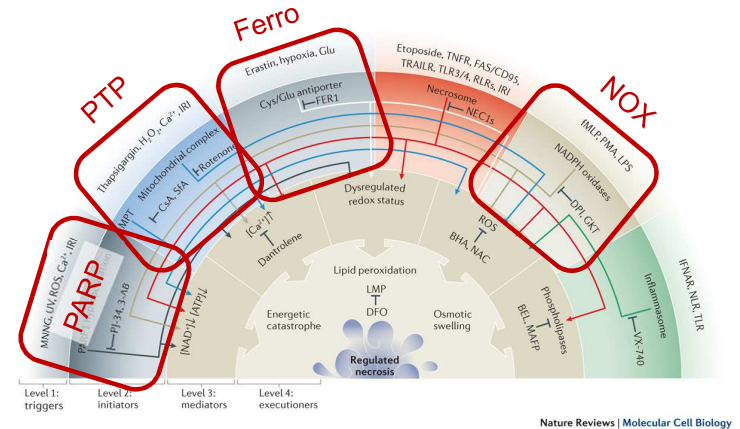 Ferro
PTP
NOX
PARP
Erastin, hypoxia, Glu
Etoposide, TNFR, FAS/CD95,
TRAILR, TLR3/4, RLRs, IRI
Thapsigargin, H₂O₂, Ca²⁺, IRI
fMLP, PMA, LPS
MNNG, UV, ROS, Ca²⁺, IRI
IFNAR, NLR, TLR
Cys/Glu antiporter
FER1
Necrosome
NEC1s
Mitochondrial complex I
Rotenone
CsA, SfA
MPT
NADPH oxidases
DPI, GKT
PJ-34, 3-AB
Inflammasome
VX-740
[Ca²⁺]↑
Dantrolene
Dysregulated
redox status
ROS
BHA, NAC
[NAD⁺]↓ [ATP]↓
Phospholipases
BEL, MAFP
Lipid peroxidation
LMP
DFO
Energetic
catastrophe
Osmotic
swelling
Regulated
necrosis
Level 1:
triggers
Level 2:
initiators
Level 3:
mediators
Level 4:
executioners
Nature Reviews | Molecular Cell Biology